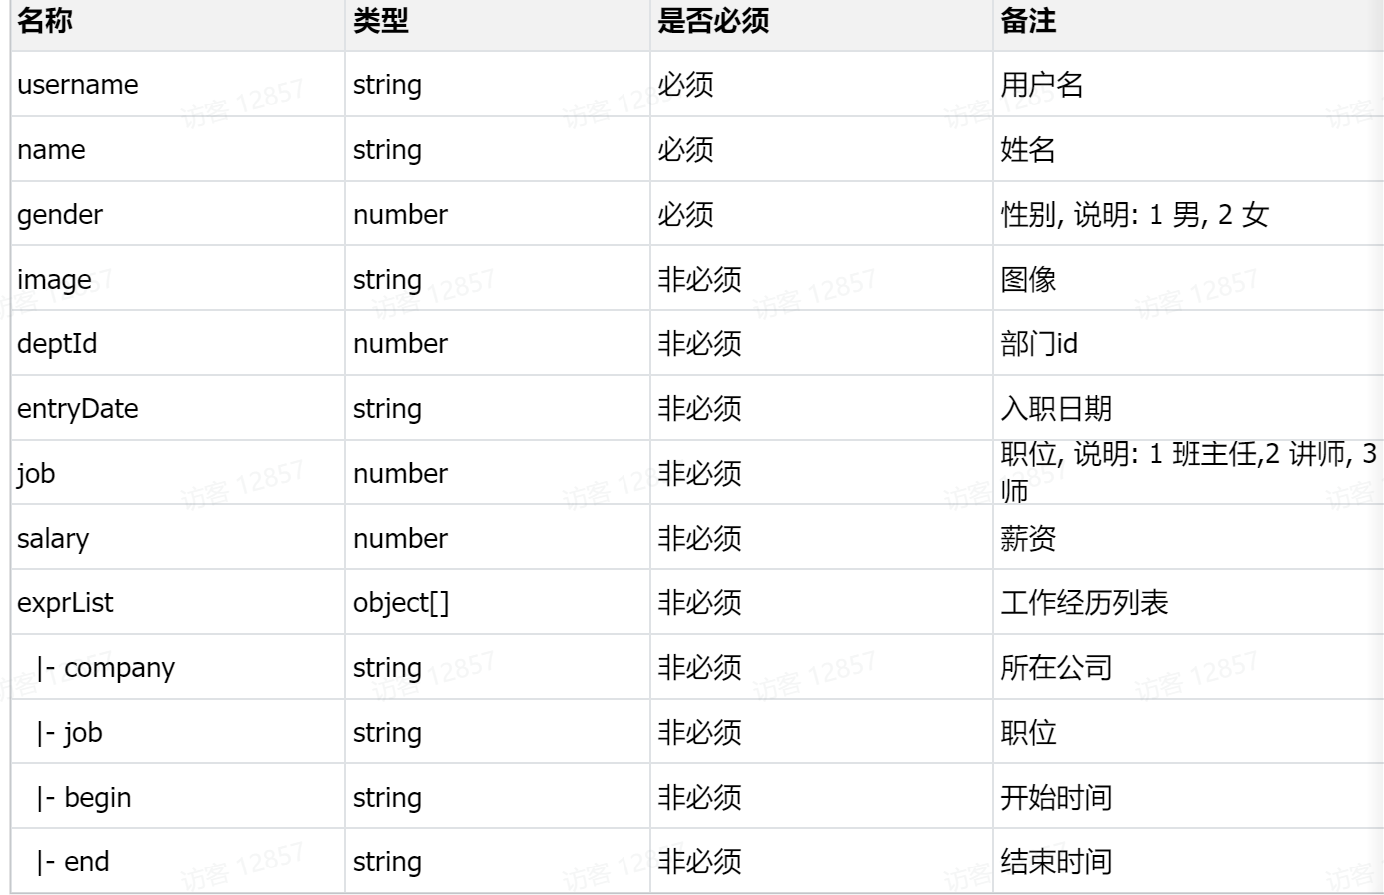 名称 类型 是否必须 备注
username string 必须 用户名
name string 必须 姓名
gender number 必须 性别, 说明: 1 男, 2 女
image string 非必须 图像
deptId number 非必须 部门id
entryDate string 非必须 入职日期
job number 非必须 职位, 说明: 1 班主任,2 讲师, 3
师
salary number 非必须 薪资
exprList object[] 非必须 工作经历列表
|- company string 非必须 所在公司
|- job string 非必须 职位
|- begin string 非必须 开始时间
|- end string 非必须 结束时间
访客 12857